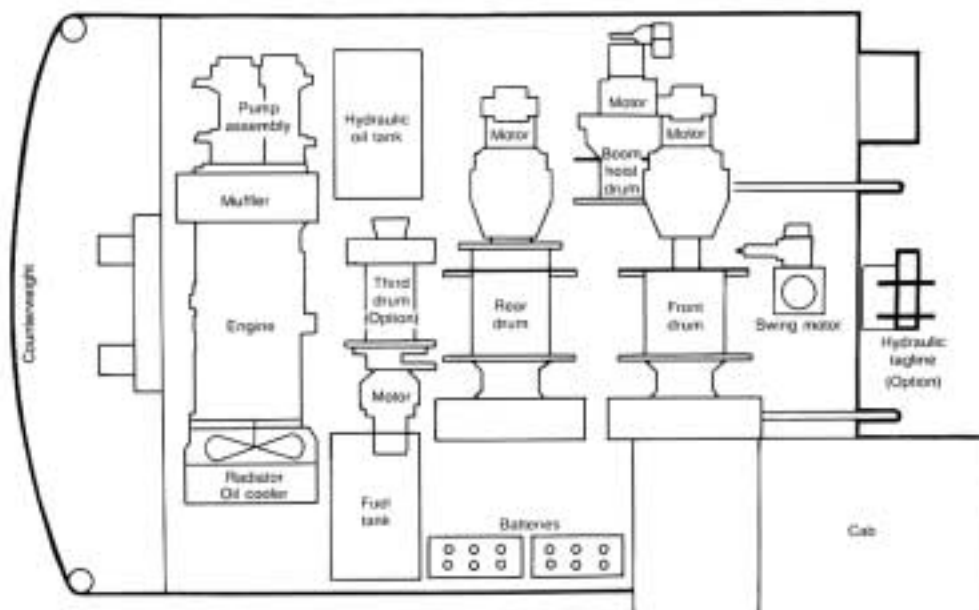 Pump
assembly
Hydraulic
oil tank
Motor
Motor
Motor
Boom
hoist
drum
Muffler
Counterweight
Engine
Third
drum
(Option)
Rear
drum
Front
drum
Swing motor
Hydraulic
tagline
(Option)
Motor
Radiator
Oil cooler
Fuel
tank
Batteries
Cab